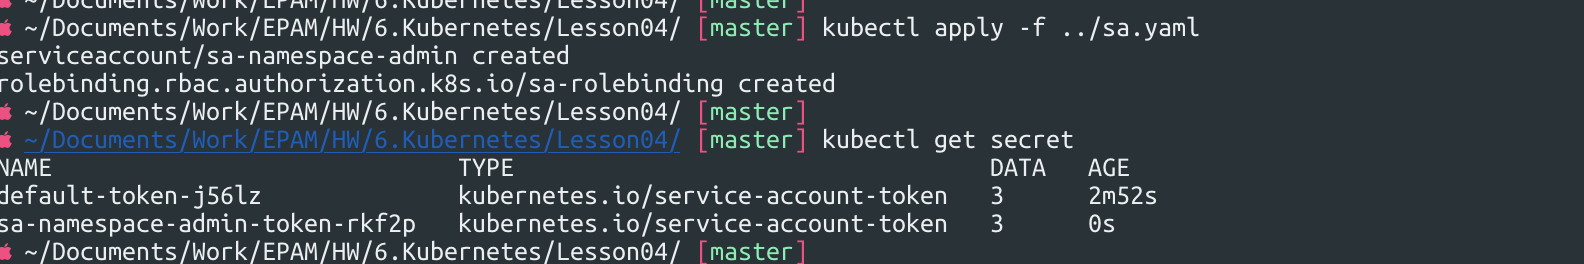 ~/Documents/Work/EPAM/HW/6.Kubernetes/Lesson04/ [master]
~/Documents/Work/EPAM/HW/6.Kubernetes/Lesson04/ [master] kubectl apply -f ../sa.yaml
serviceaccount/sa-namespace-admin created
rolebinding.rbac.authorization.k8s.io/sa-rolebinding created
~/Documents/Work/EPAM/HW/6.Kubernetes/Lesson04/ [master]
~/Documents/Work/EPAM/HW/6.Kubernetes/Lesson04/ [master] kubectl get secret
NAME TYPE DATA AGE
default-token-j56lz kubernetes.io/service-account-token 3 2m52s
sa-namespace-admin-token-rkf2p kubernetes.io/service-account-token 3 0s
~/Documents/Work/EPAM/HW/6.Kubernetes/Lesson04/ [master]